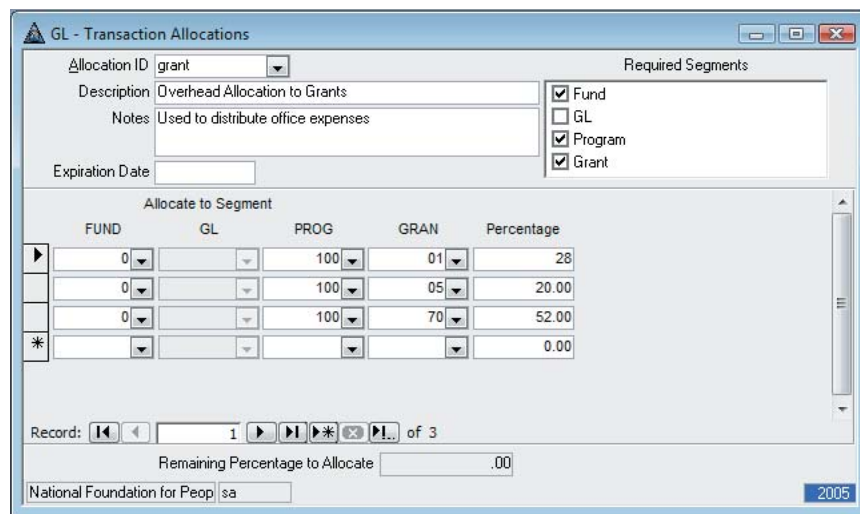 GL - Transaction Allocations
Allocation ID grant
Required Segments
Description Overhead Allocation to Grants
Fund
Notes Used to distribute office expenses
GL
Program
Grant
Expiration Date
Allocate to Segment
FUND GL PROG GRAN Percentage
0 100 01 28
0 100 05 20.00
0 100 70 52.00
0.00
Record: 1 of 3
Remaining Percentage to Allocate .00
National Foundation for Peop sa 2005